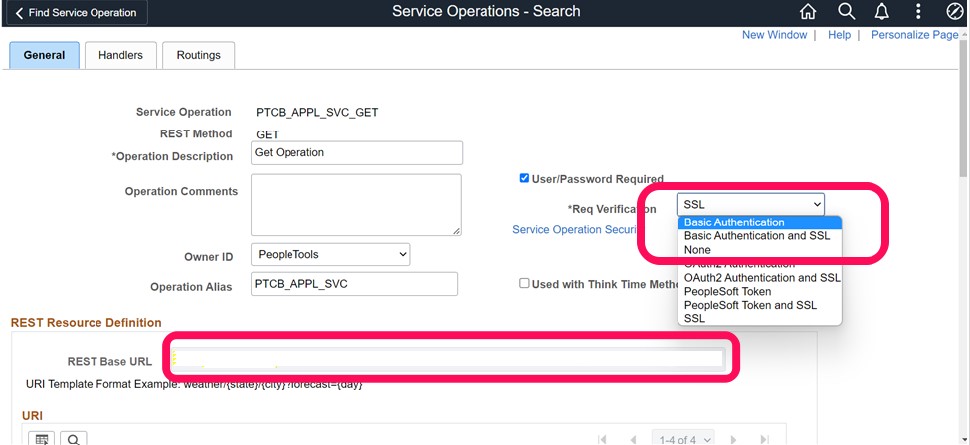 Find Service Operation
Service Operations - Search
New Window | Help | Personalize Page
General
Handlers
Routings
Service Operation PTCB_APPL_SVC_GET
REST Method GET
*Operation Description Get Operation
Operation Comments
User/Password Required
*Req Verification SSL
Basic Authentication
Basic Authentication and SSL
None
OAuth2 Authentication
OAuth2 Authentication and SSL
PeopleSoft Token
PeopleSoft Token and SSL
SSL
Service Operation Securi
Owner ID PeopleTools
Operation Alias PTCB_APPL_SVC
Used with Think Time Metho
REST Resource Definition
REST Base URL
URI Template Format Example: weather/{state}/{city}?forecast={day}
URI
1-4 of 4